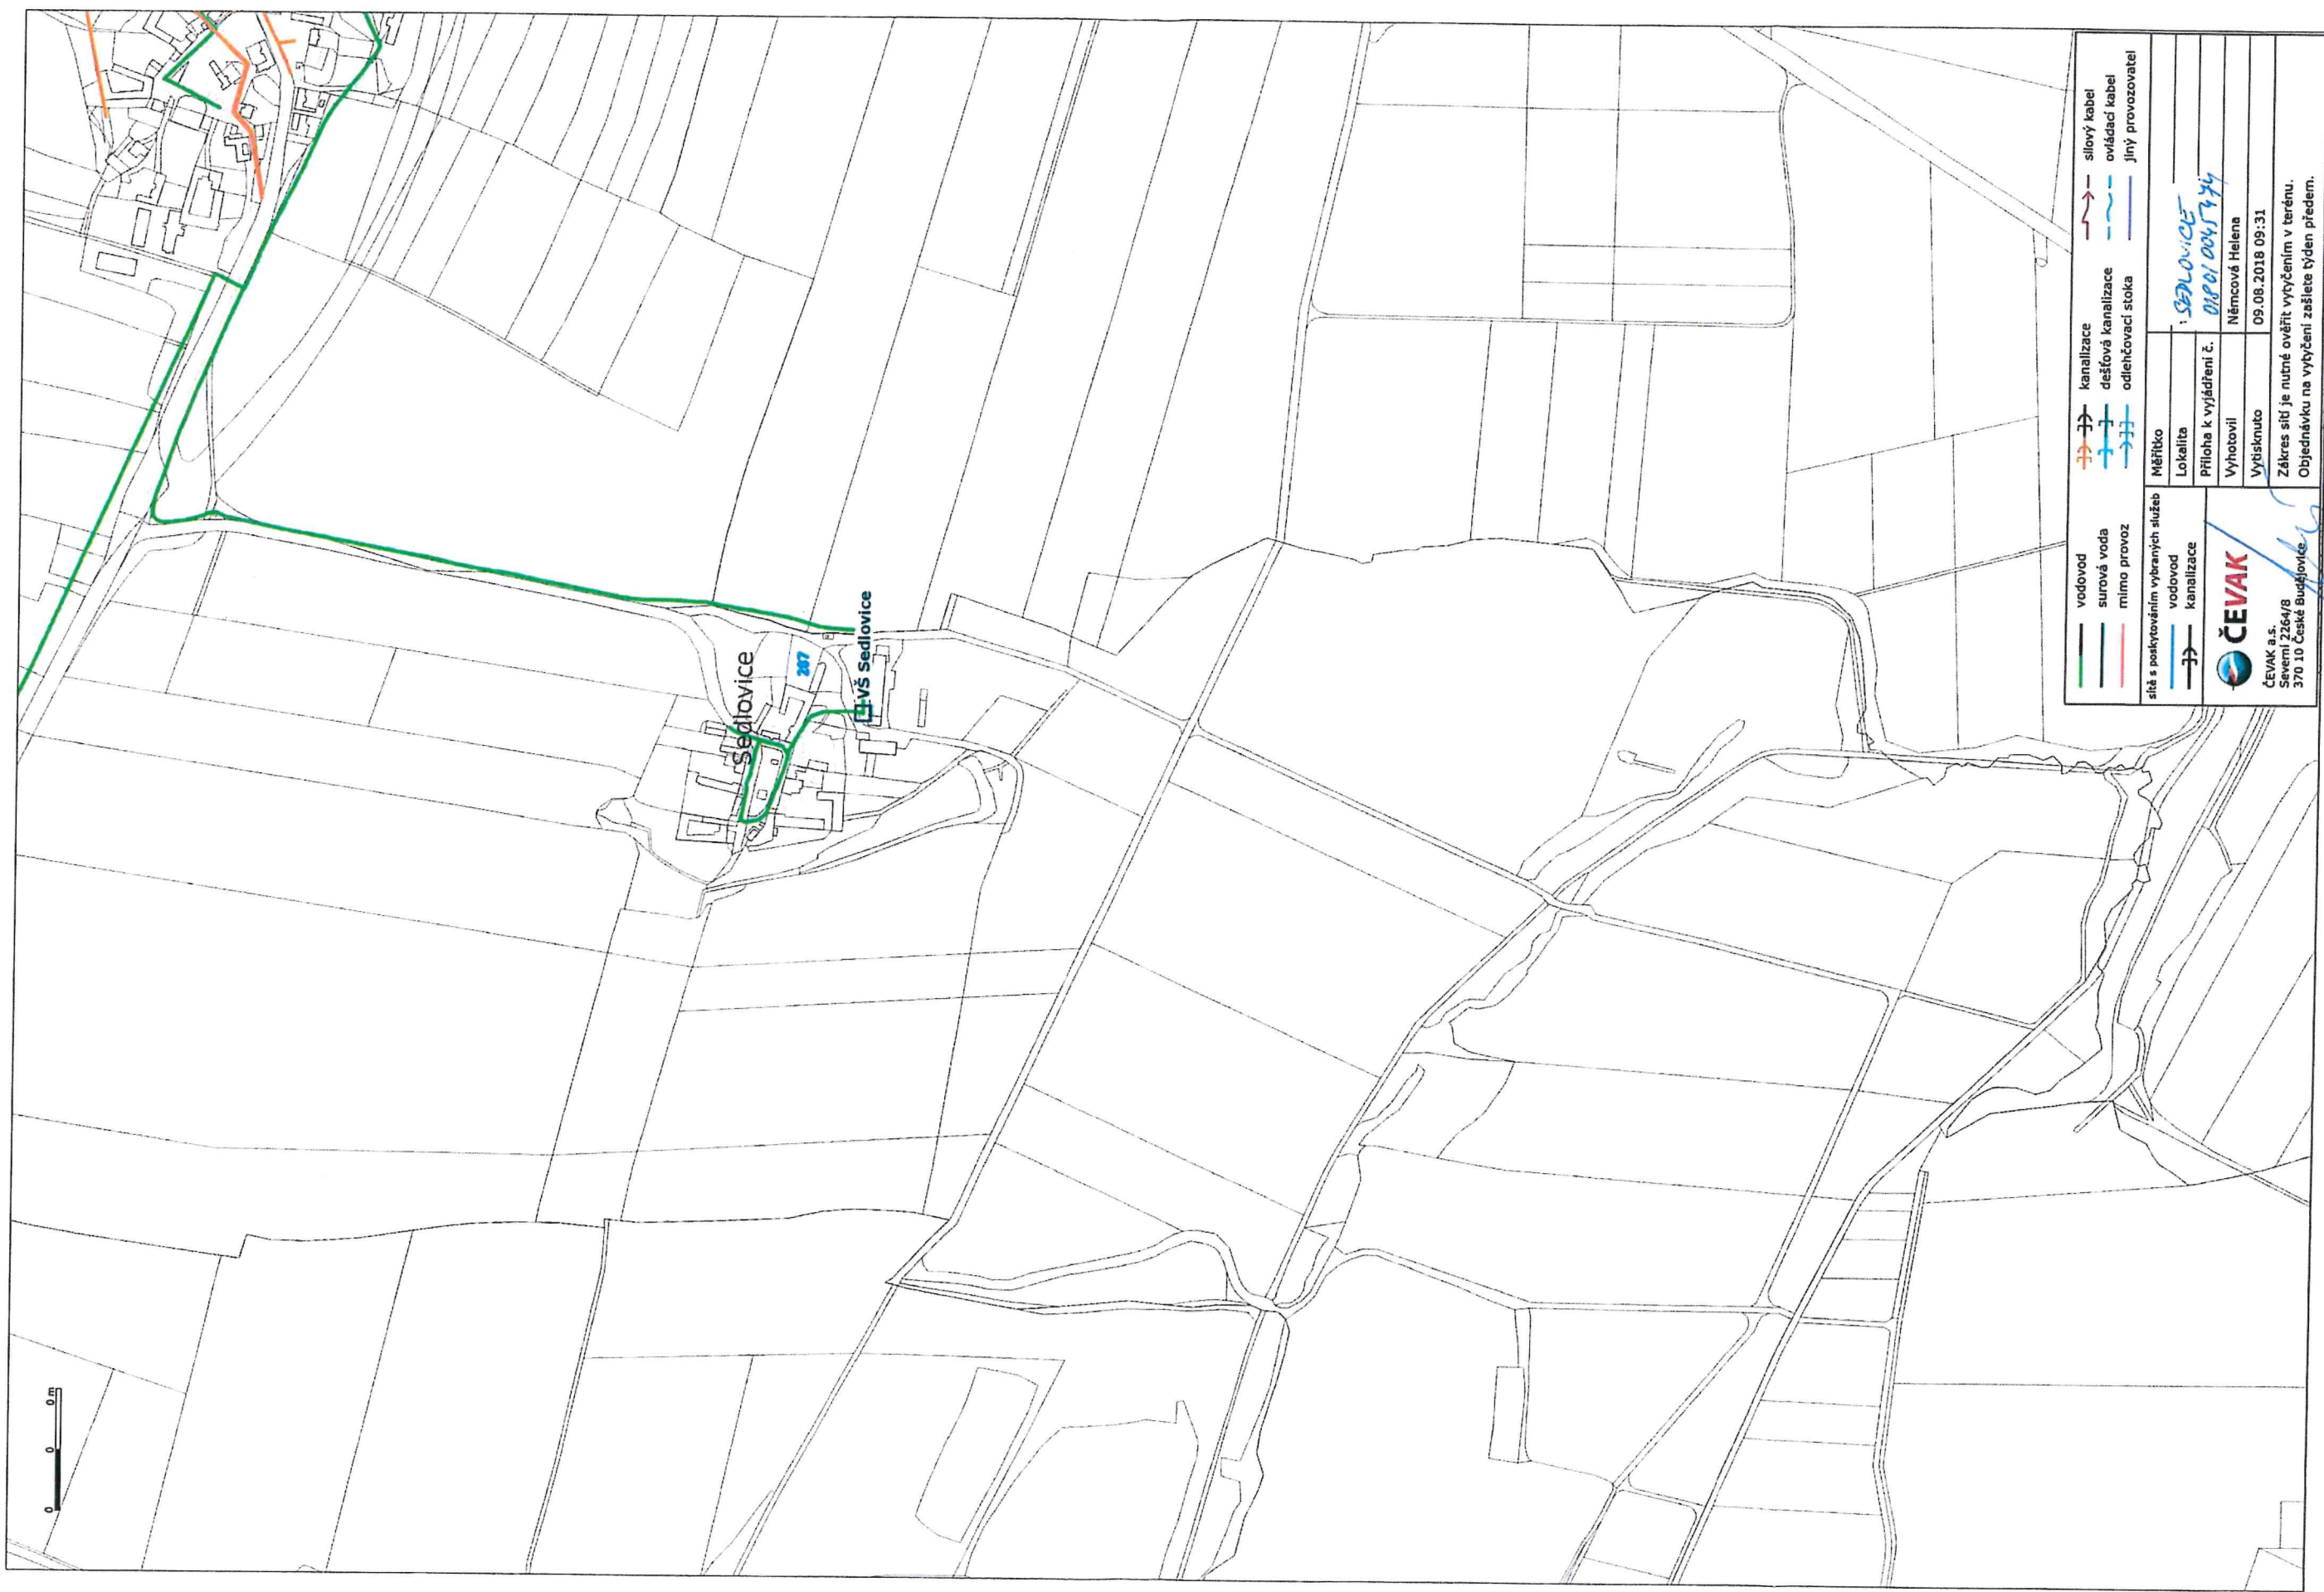 0 0 0 m
Sedlovice
267
VŠ Sedlovice
vodovod
surová voda
mimo provoz
kanalizace
dešťová kanalizace
odlehčovací stoka
silový kabel
ovládací kabel
jiný provozovatel
sítě s poskytováním vybraných služeb
vodovod
kanalizace
Měřítko
Lokalita SEDLOVICE
Příloha k vyjádření č.
Vyhotovil Němcová Helena
Vytisknuto 09.08.2018 09:31
ČEVAK
ČEVAK a.s.
Severní 2264/8
370 10 České Budějovice
Zákres sítí je nutné ověřit vytyčením v terénu.
Objednávku na vytyčení zašlete týden předem.